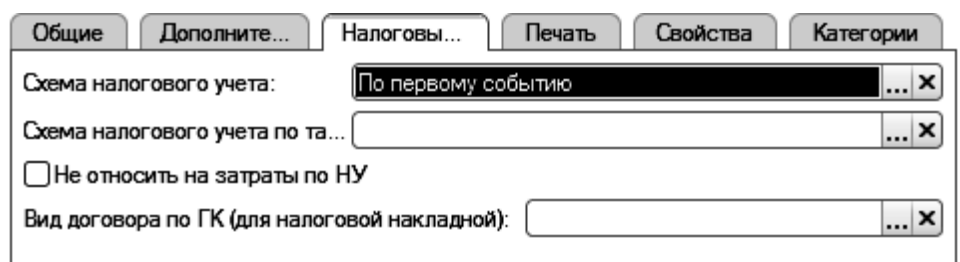 Общие Дополните... Налоговы... Печать Свойства Категории
Схема налогового учета: По первому событию ... ×
Схема налогового учета по та... ... ×
Не относить на затраты по НУ
Вид договора по ГК (для налоговой накладной): ... ×